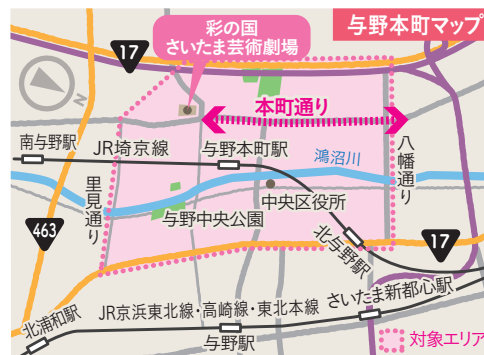 与野本町マップ
彩の国
さいたま芸術劇場
17
N
本町通り
南与野駅
JR埼京線
与野本町駅
鴻沼川
八幡通り
里見通り
中央区役所
与野中央公園
463
北与野駅
17
JR京浜東北線・高崎線・東北本線
さいたま新都心駅
北浦和駅
与野駅
対象エリア